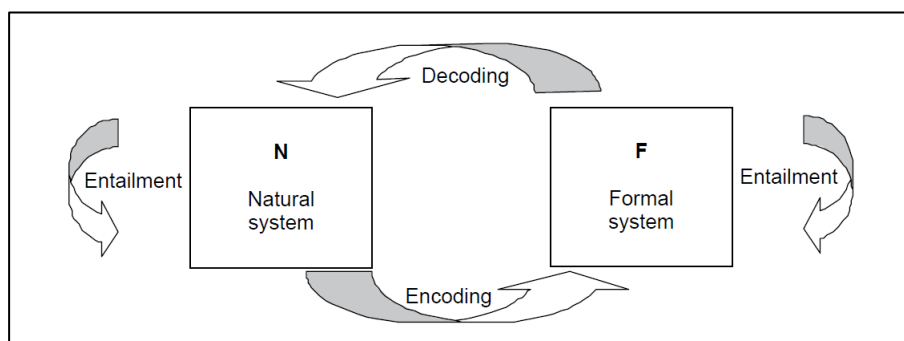 Decoding
N
F
Entailment
Natural
system
Formal
system
Entailment
Encoding